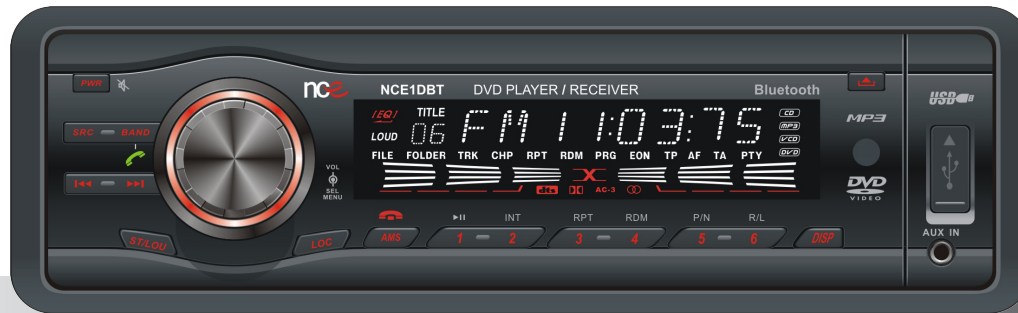 PWR
SRC BAND
VOL
SEL
MENU
ST/LOU
LOC
nce
NCE1DBT DVD PLAYER / RECEIVER Bluetooth
(EQ) TITLE
LOUD 06 FM 11:03:75
CD
MP3
VCD
DVD
FILE FOLDER TRK CHP RPT RDM PRG EON TP AF TA PTY
X
dts AC-3
INT RPT RDM P/N R/L
AMS 1 2 3 4 5 6 DISP
MP3
DVD
VIDEO
USB
AUX IN